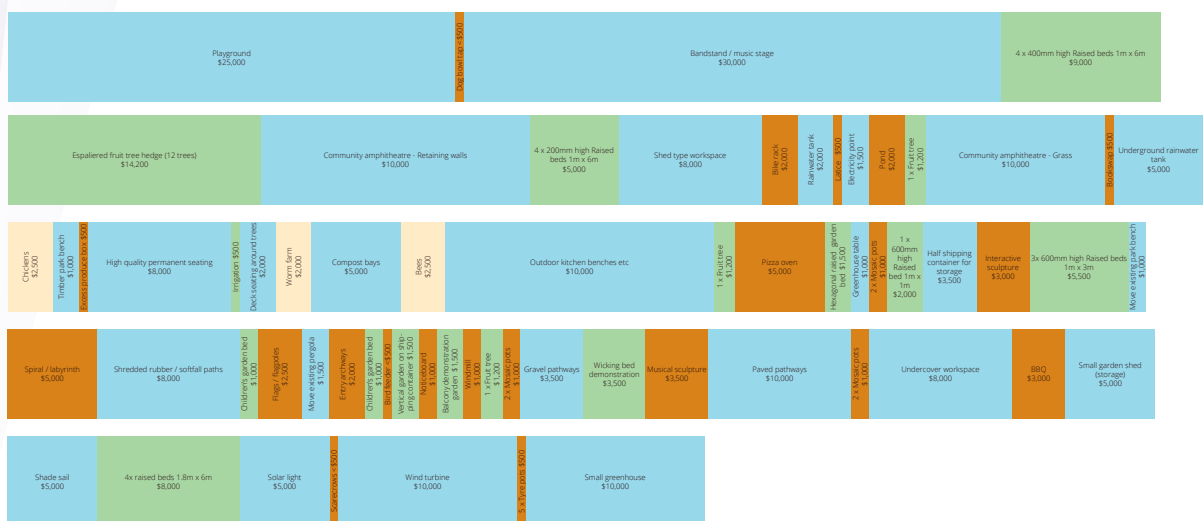 Playground
$25,000
Dog bowl tap <$500
Bandstand / music stage
$30,000
4 x 400mm high Raised beds 1m x 6m
$9,000
Espaliered fruit tree hedge (12 trees)
$14,200
Community amphitheatre - Retaining walls
$10,000
4 x 200mm high Raised
beds 1m x 6m
$5,000
Shed type workspace
$8,000
Bike rack
$2,000
Rainwater tank
$2,000
Lattice $500
Electricity point
$1,500
Pond
$2,000
1 x Fruit tree
$1,200
Community amphitheatre - Grass
$10,000
Bookswap $500
Underground rainwater
tank
$5,000
Chickens
$2,500
Timber park bench
$1,000
Excess produce box $500
High quality permanent seating
$8,000
Irrigation $500
Deck seating around trees
$2,000
Worm farm
$2,000
Compost bays
$5,000
Bees
$2,500
Outdoor kitchen benches etc
$10,000
1 x Fruit tree
$1,200
Pizza oven
$5,000
Hexagonal raised garden
bed $1,500
Greenhouse table
$1,000
2 x Mosaic pots
$1,000
1 x
600mm
high
Raised
bed 1m x
1m
$2,000
Half shipping
container for
storage
$3,500
Interactive
sculpture
$3,000
3x 600mm high Raised beds
1m x 3m
$5,500
Move existing park bench
$1,000
Spiral / labyrinth
$5,000
Shredded rubber / softfall paths
$8,000
Children's garden bed
$1,000
Flags / flagpoles
$2,500
Move existing pergola
$1,500
Entry archways
$2,000
Children's garden bed
$1,000
Bird feeder <$500
Vertical garden on ship-
ping container $1,500
Noticeboard
$1,000
Balcony demonstration
garden $1,500
Windmill
$1,000
1 x Fruit tree
$1,200
2 x Mosaic pots
$1,000
Gravel pathways
$3,500
Wicking bed
demonstration
$3,500
Musical sculpture
$3,500
Paved pathways
$10,000
2 x Mosaic pots
$1,000
Undercover workspace
$8,000
BBQ
$3,000
Small garden shed
(storage)
$5,000
Shade sail
$5,000
4x raised beds 1.8m x 6m
$8,000
Solar light
$5,000
Scarecrows <$500
Wind turbine
$10,000
5 x Tyre pots $500
Small greenhouse
$10,000